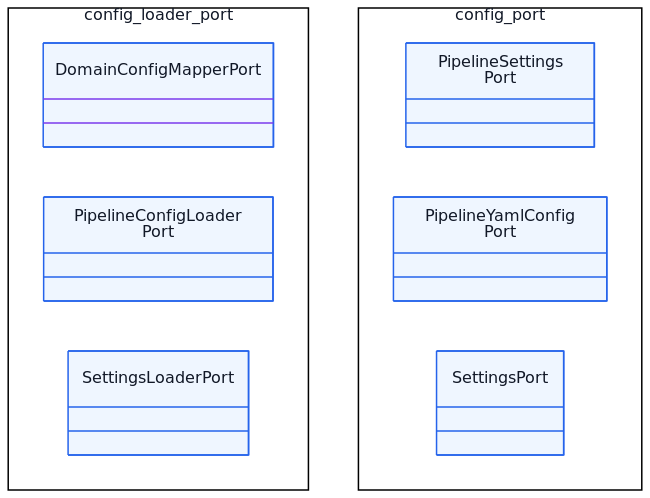 config_loader_port
DomainConfigMapperPort
PipelineConfigLoader
Port
SettingsLoaderPort
config_port
PipelineSettings
Port
PipelineYamlConfig
Port
SettingsPort